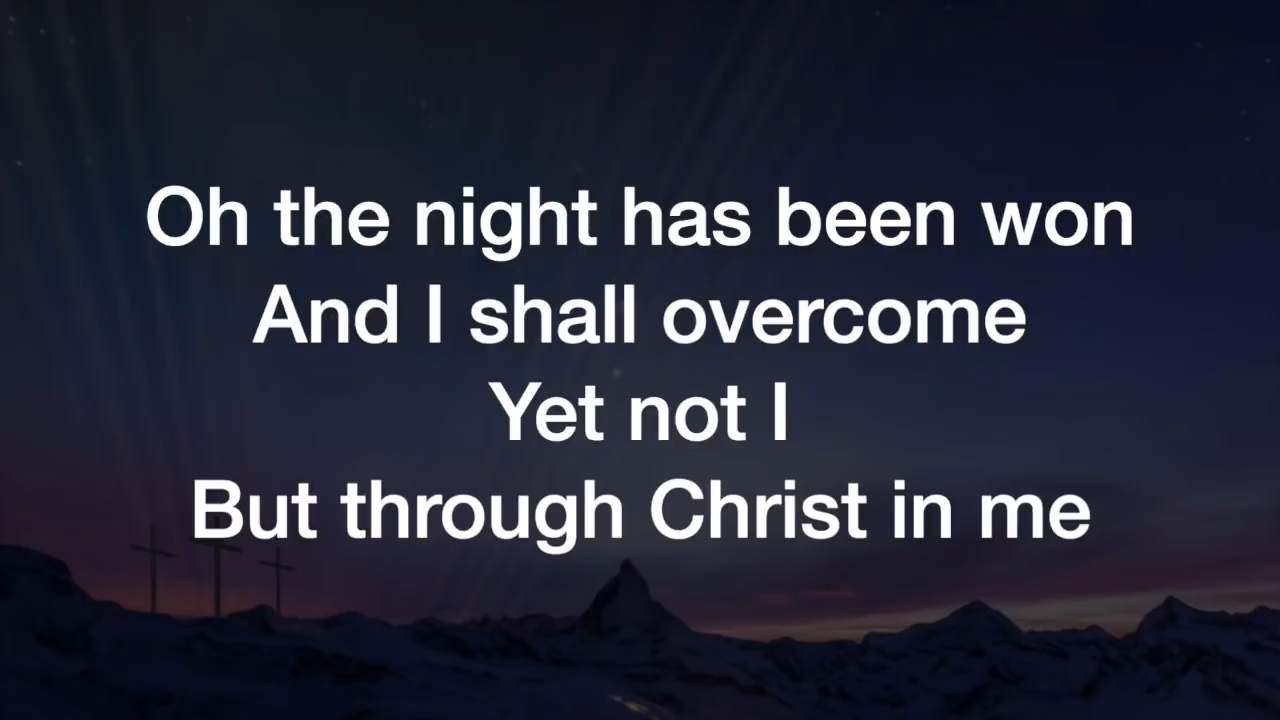 Oh the night has been won
And I shall overcome
Yet not I
But through Christ in me